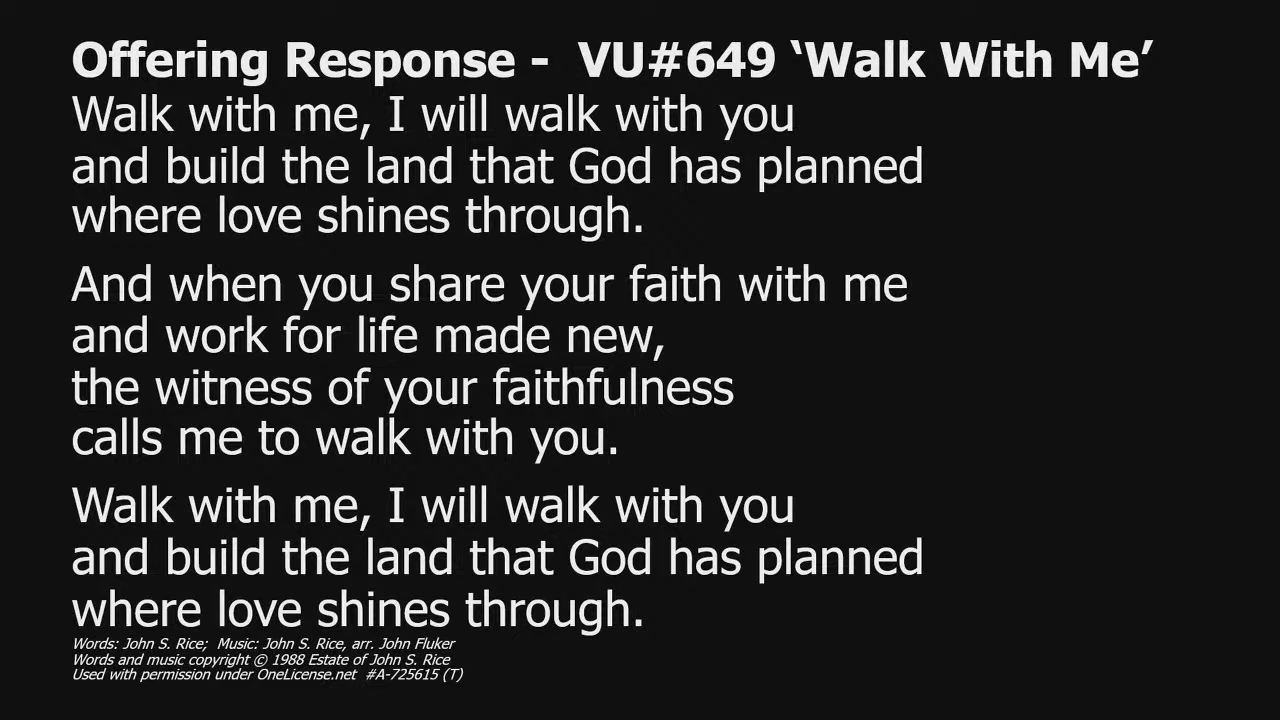 Offering Response -  VU#649 ‘Walk With Me’
Walk with me, I will walk with you
and build the land that God has planned
where love shines through.
And when you share your faith with me
and work for life made new,
the witness of your faithfulness
calls me to walk with you.
Walk with me, I will walk with you
and build the land that God has planned
where love shines through.
Words: John S. Rice;  Music: John S. Rice, arr. John Fluker
Words and music copyright © 1988 Estate of John S. Rice
Used with permission under OneLicense.net  #A-725615 (T)